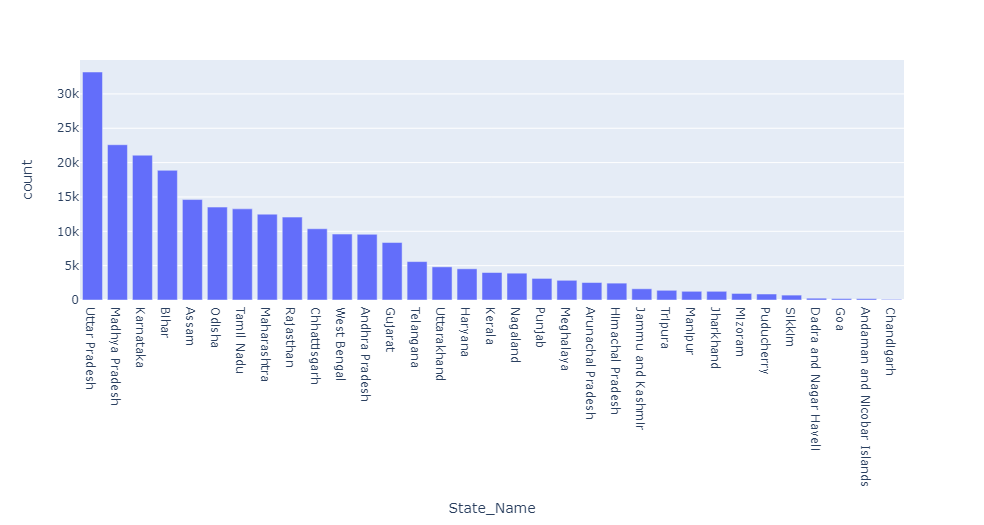 30k
25k
20k
15k
10k
5k
0
count
Uttar Pradesh
Madhya Pradesh
Karnataka
Bihar
Assam
Odisha
Tamil Nadu
Maharashtra
Rajasthan
Chhattisgarh
West Bengal
Andhra Pradesh
Gujarat
Telangana
Uttarakhand
Haryana
Kerala
Nagaland
Punjab
Meghalaya
Arunachal Pradesh
Himachal Pradesh
Jammu and Kashmir
Tripura
Manipur
Jharkhand
Mizoram
Puducherry
Sikkim
Dadra and Nagar Haveli
Goa
Andaman and Nicobar Islands
Chandigarh
State_Name